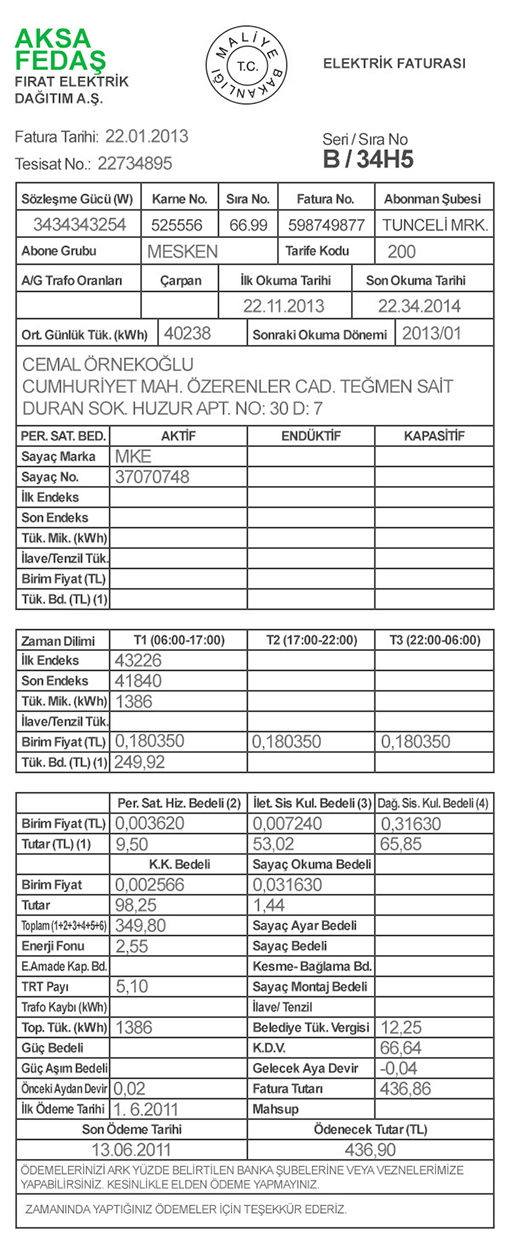 AKSA
FEDAŞ
FIRAT ELEKTRİK
DAĞITIM A.Ş.
MALİYE BAKANLIĞI
T.C.
ELEKTRİK FATURASI
Fatura Tarihi: 22.01.2013
Tesisat No.: 22734895
Seri / Sıra No
B / 34H5
Sözleşme Gücü (W) Karne No. Sıra No. Fatura No. Abonman Şubesi
3434343254 525556 66.99 598749877 TUNCELİ MRK.
Abone Grubu MESKEN Tarife Kodu 200
A/G Trafo Oranları Çarpan İlk Okuma Tarihi Son Okuma Tarihi
22.11.2013 22.34.2014
Ort. Günlük Tük. (kWh) 40238 Sonraki Okuma Dönemi 2013/01
CEMAL ÖRNEKOĞLU
CUMHURİYET MAH. ÖZERENLER CAD. TEĞMEN SAİT
DURAN SOK. HUZUR APT. NO: 30 D: 7
PER. SAT. BED. AKTİF ENDÜKTİF KAPASİTİF
Sayaç Marka MKE
Sayaç No. 37070748
İlk Endeks
Son Endeks
Tük. Mik. (kWh)
İlave/Tenzil Tük.
Birim Fiyat (TL)
Tük. Bd. (TL) (1)
Zaman Dilimi T1 (06:00-17:00) T2 (17:00-22:00) T3 (22:00-06:00)
İlk Endeks 43226
Son Endeks 41840
Tük. Mik. (kWh) 1386
İlave/Tenzil Tük.
Birim Fiyat (TL) 0,180350 0,180350 0,180350
Tük. Bd. (TL) (1) 249,92
Per. Sat. Hiz. Bedeli (2) İlet. Sis Kul. Bedeli (3) Dağ. Sis. Kul. Bedeli (4)
Birim Fiyat (TL) 0,003620 0,007240 0,31630
Tutar (TL) (1) 9,50 53,02 65,85
K.K. Bedeli Sayaç Okuma Bedeli
Birim Fiyat 0,002566 0,031630
Tutar 98,25 1,44
Toplam (1+2+3+4+5+6) 349,80 Sayaç Ayar Bedeli
Enerji Fonu 2,55 Sayaç Bedeli
E.Amade Kap. Bd. Kesme- Bağlama Bd.
TRT Payı 5,10 Sayaç Montaj Bedeli
Trafo Kaybı (kWh) İlave/ Tenzil
Top. Tük. (kWh) 1386 Belediye Tük. Vergisi 12,25
Güç Bedeli K.D.V. 66,64
Güç Aşım Bedeli Gelecek Aya Devir -0,04
Önceki Aydan Devir 0,02 Fatura Tutarı 436,86
İlk Ödeme Tarihi 1. 6.2011 Mahsup
Son Ödeme Tarihi Ödenecek Tutar (TL)
13.06.2011 436,90
ÖDEMELERİNİZİ ARK YÜZDE BELİRTİLEN BANKA ŞUBELERİNE VEYA VEZNELERİMİZE
YAPABİLİRSİNİZ. KESİNLİKLE ELDEN ÖDEME YAPMAYINIZ.
ZAMANINDA YAPTIĞINIZ ÖDEMELER İÇİN TEŞEKKÜR EDERİZ.